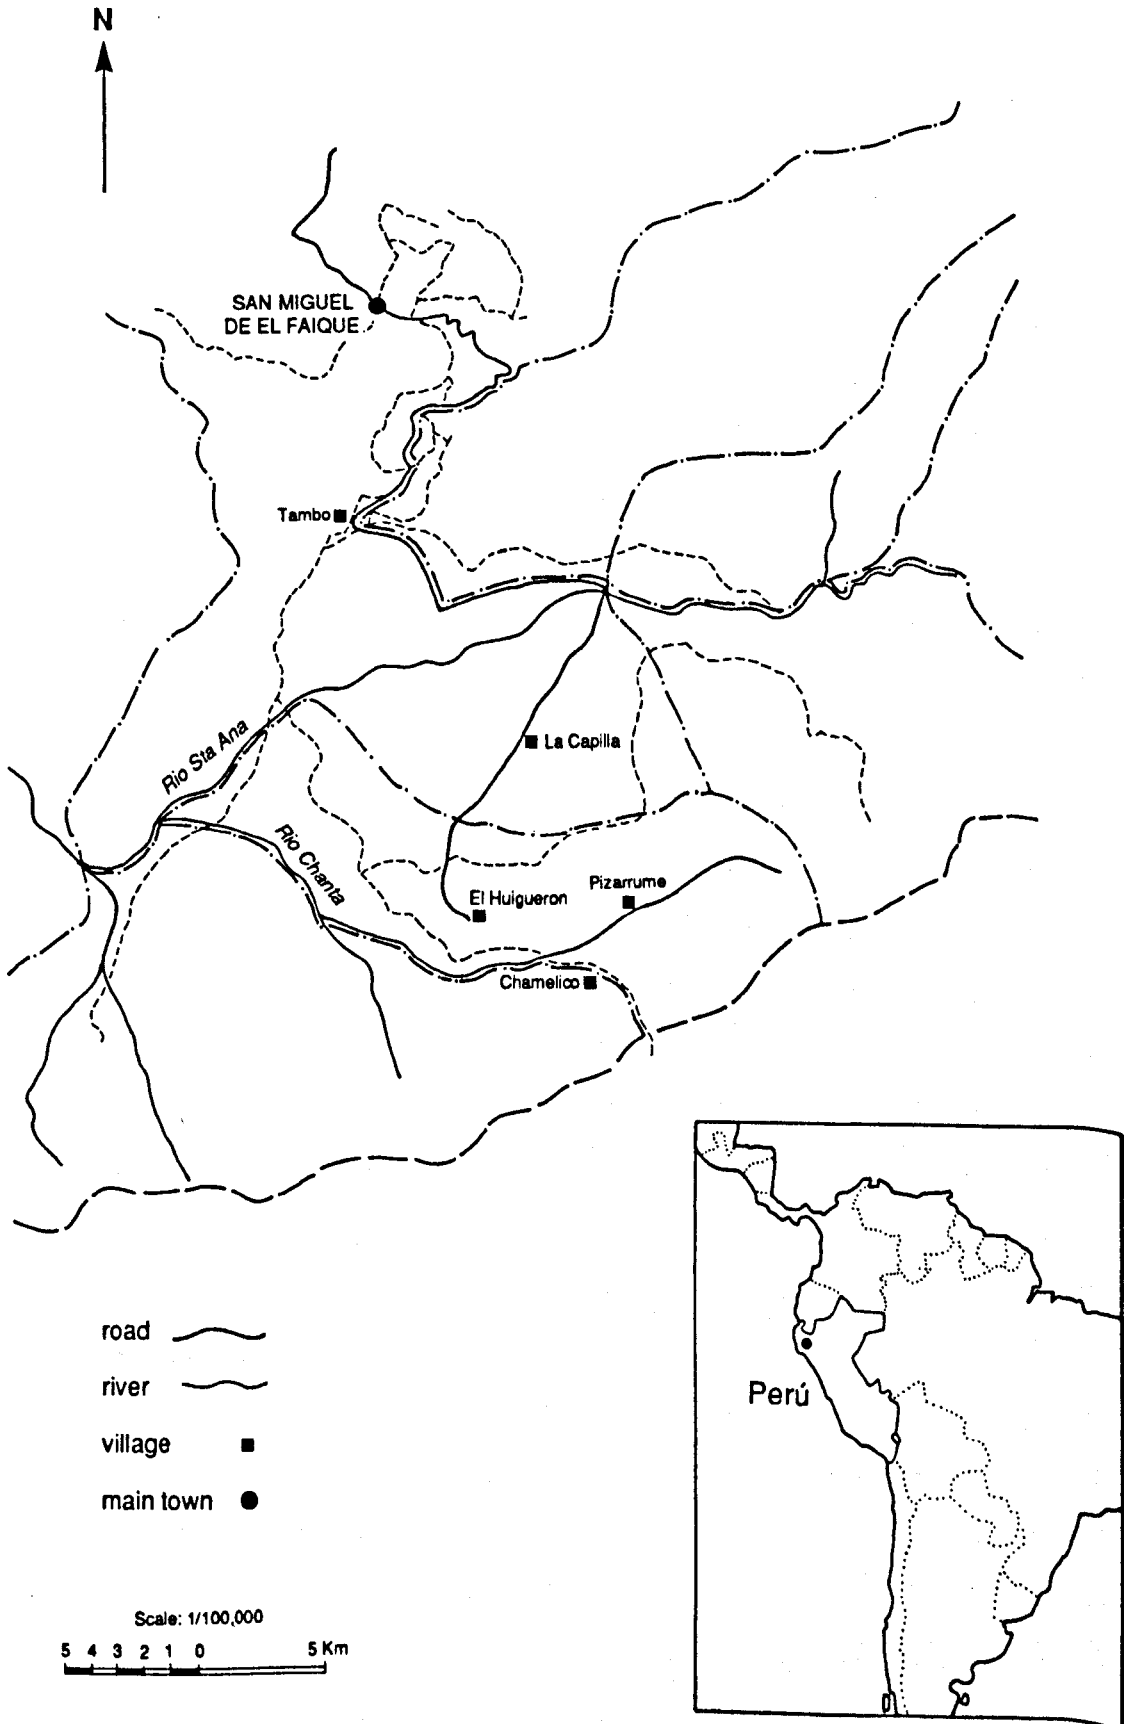 N
SAN MIGUEL
DE EL FAIQUE
Tambo
Rio Sta Ana
La Capilla
Rio Chanta
Pizarrume
El Huigueron
Chamelico
road
river
village
main town
Perú
Scale: 1/100,000
5 4 3 2 1 0 5 Km